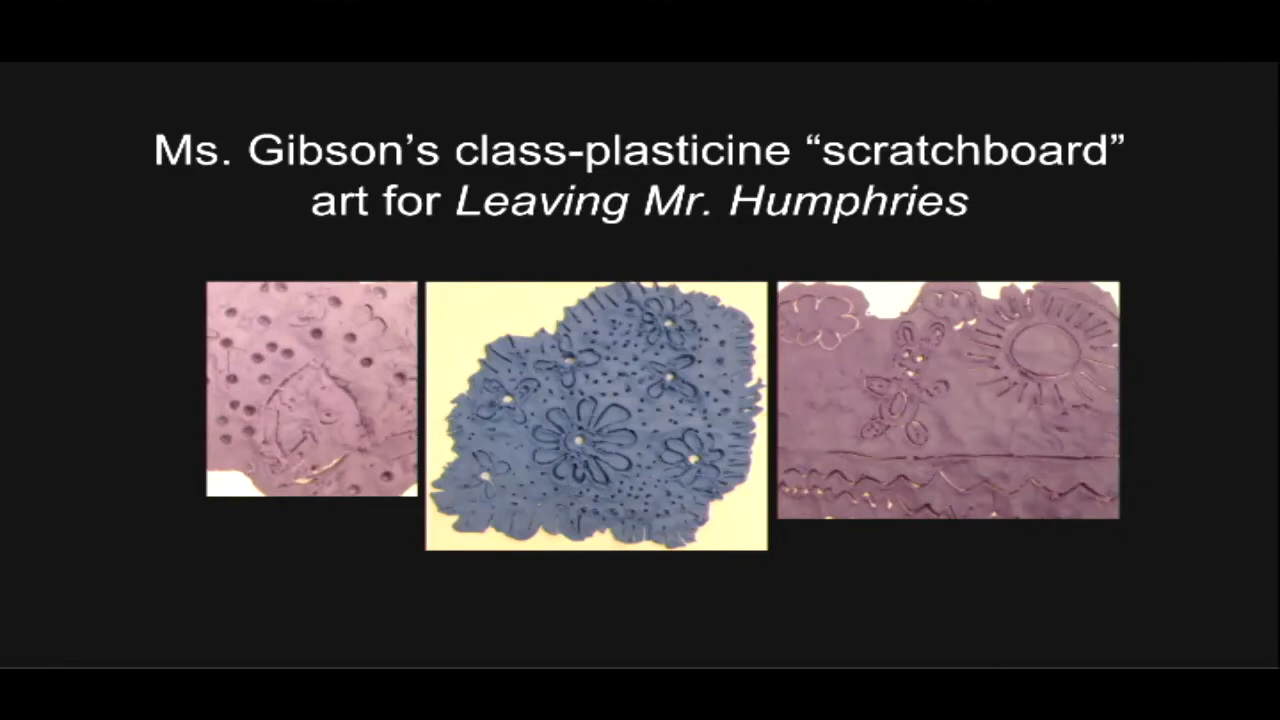 Ms. Gibson’s class-plasticine “scratchboard”
art for Leaving Mr. Humphries